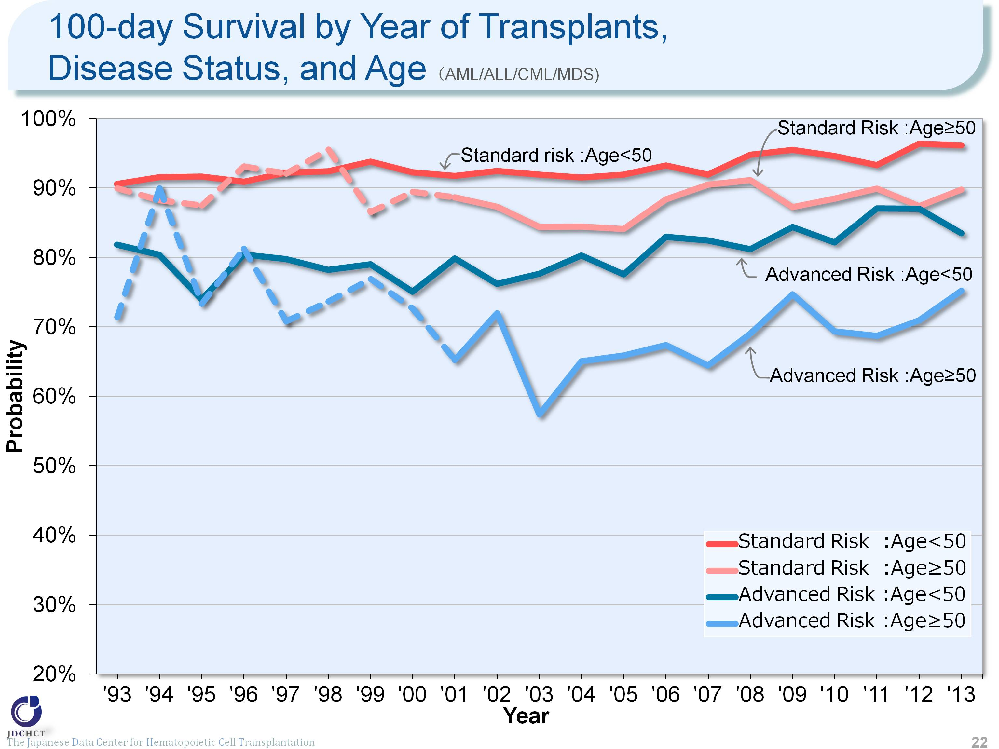 100-day Survival by Year of Transplants,
Disease Status, and Age（AML/ALL/CML/MDS)
100%
90%
80%
70%
60%
50%
40%
30%
20%
Probability
Standard Risk :Age≥50
Standard risk :Age<50
Advanced Risk :Age<50
Advanced Risk :Age≥50
Standard Risk :Age<50
Standard Risk :Age≥50
Advanced Risk :Age<50
Advanced Risk :Age≥50
'93 '94 '95 '96 '97 '98 '99 '00 '01 '02 '03 '04 '05 '06 '07 '08 '09 '10 '11 '12 '13
Year
JDCHCT
The Japanese Data Center for Hematopoietic Cell Transplantation
22